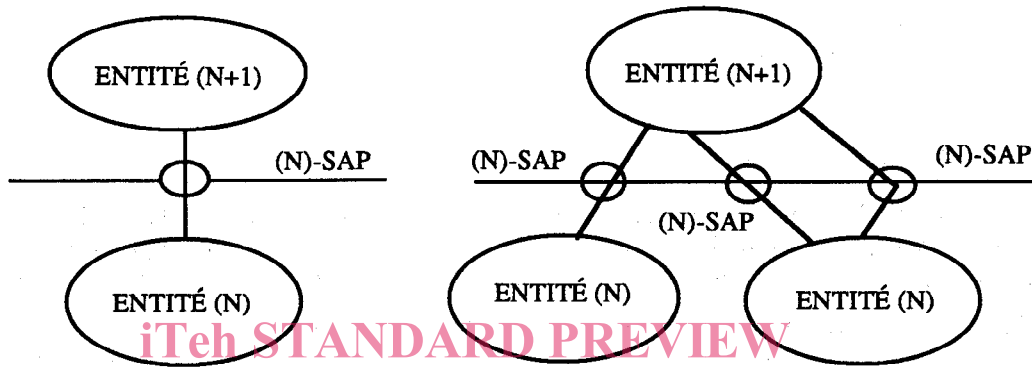 ENTITÉ (N+1)
(N)-SAP
ENTITÉ (N)
ENTITÉ (N+1)
(N)-SAP
(N)-SAP
(N)-SAP
ENTITÉ (N)
ENTITÉ (N)
iTeh STANDARD PREVIEW